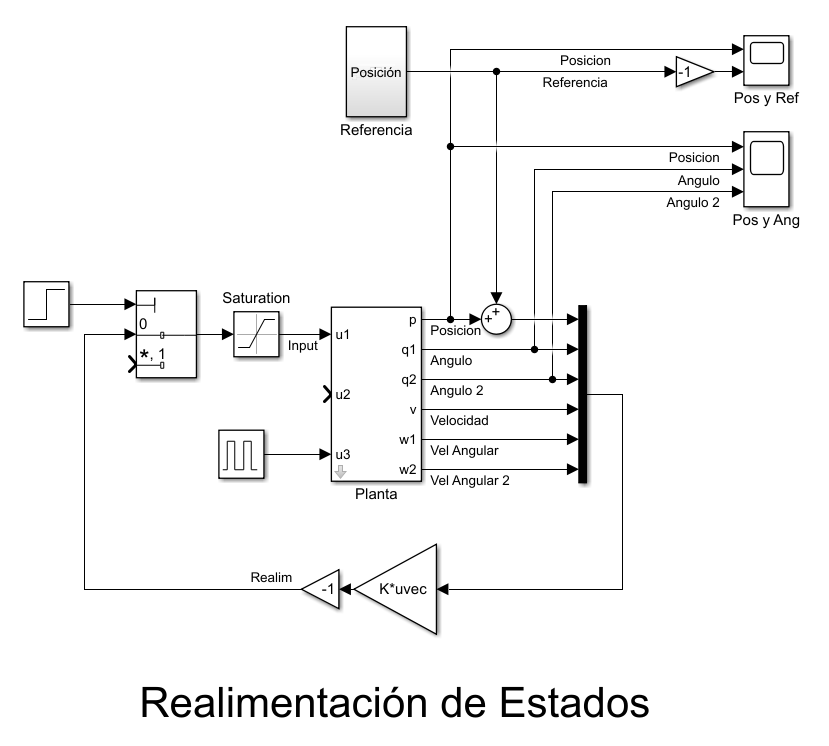 Posición
Referencia
Posicion
Referencia
-1
Pos y Ref
Posicion
Angulo
Angulo 2
Pos y Ang
0
*, 1
Saturation
Input
u1
u2
u3
p
q1
q2
v
w1
w2
Planta
Posicion
Angulo
Angulo 2
Velocidad
Vel Angular
Vel Angular 2
++
Realim
-1
K*uvec
Realimentación de Estados